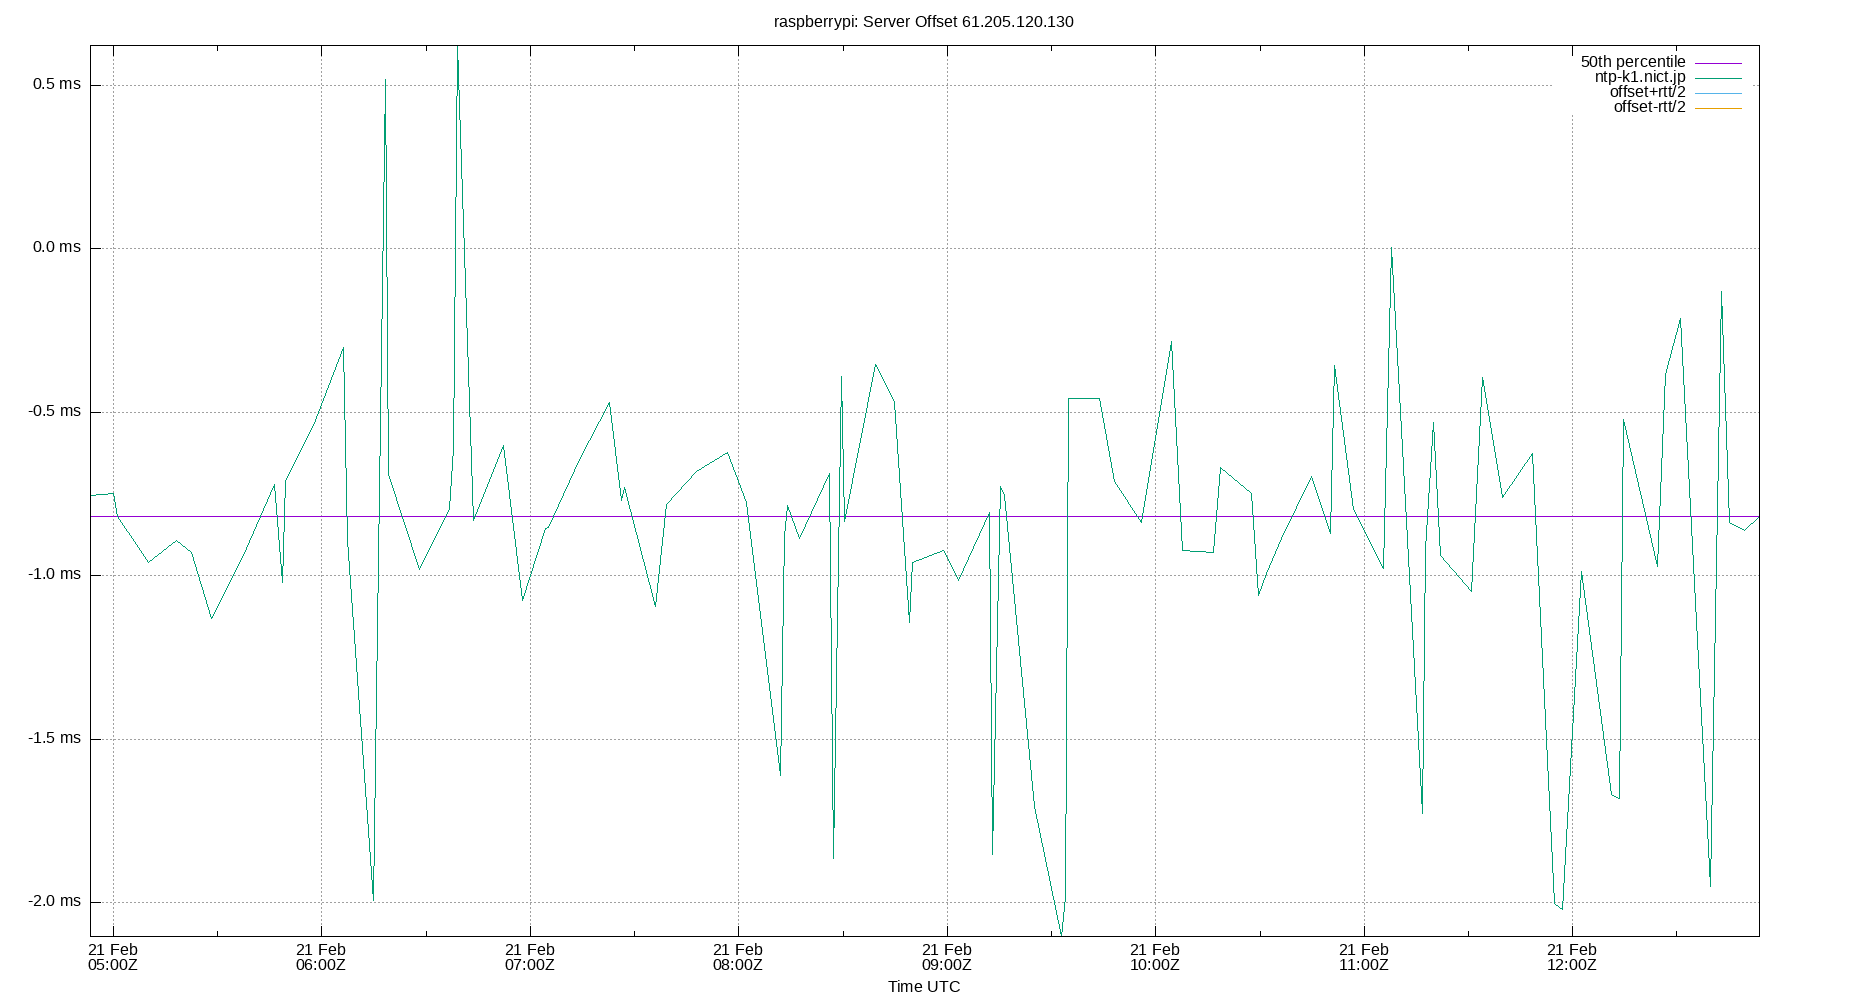 raspberrypi: Server Offset 61.205.120.130
50th percentile
ntp-k1.nict.jp
offset+rtt/2
offset-rtt/2
0.5 ms
0.0 ms
-0.5 ms
-1.0 ms
-1.5 ms
-2.0 ms
21 Feb 21 Feb 21 Feb 21 Feb 21 Feb 21 Feb 21 Feb 21 Feb
05:00Z 06:00Z 07:00Z 08:00Z 09:00Z 10:00Z 11:00Z 12:00Z
Time UTC